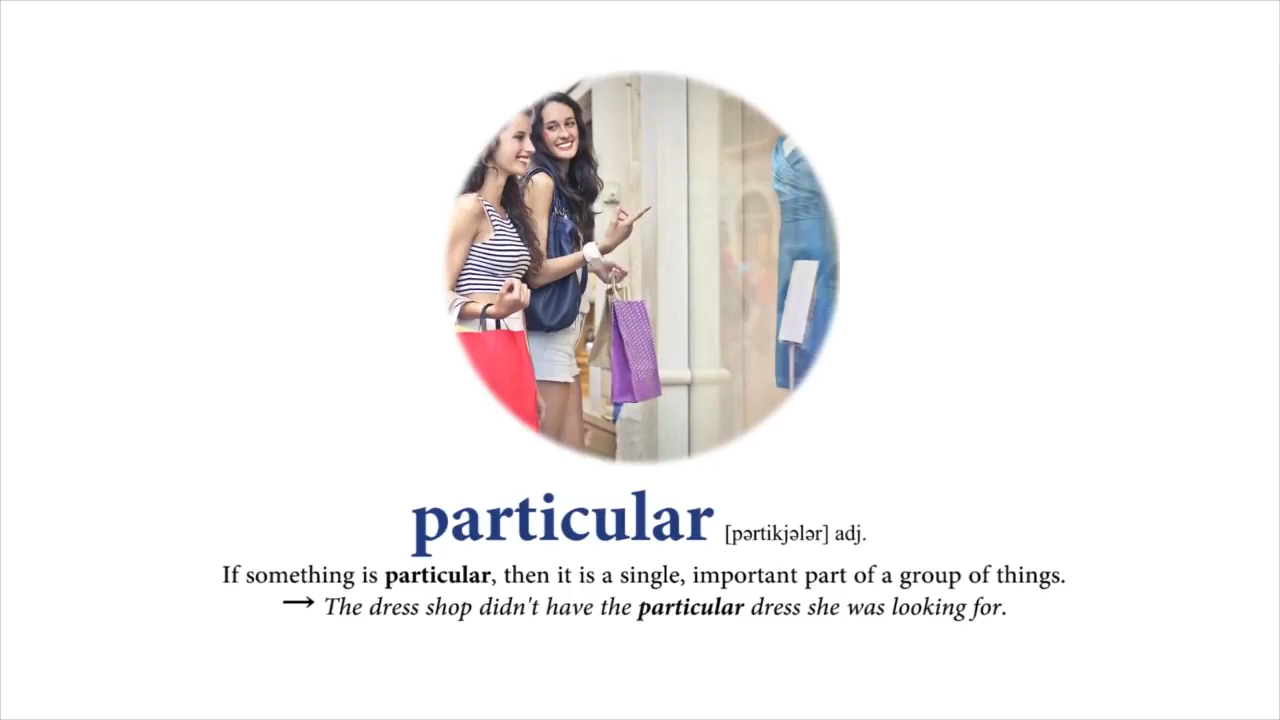 particular [pərtikjələr] adj.
If something is particular, then it is a single, important part of a group of things.
→ The dress shop didn't have the particular dress she was looking for.